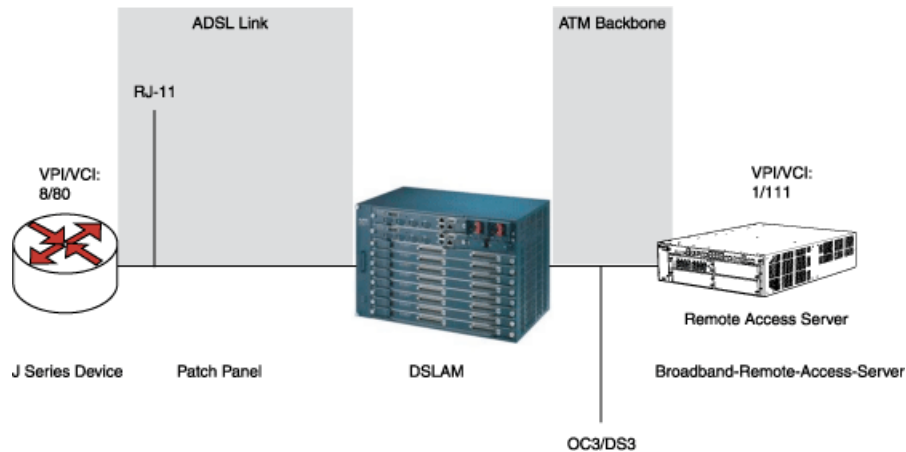 ADSL Link
ATM Backbone
RJ-11
VPI/VCI:
8/80
VPI/VCI:
1/111
Remote Access Server
J Series Device
Patch Panel
DSLAM
Broadband-Remote-Access-Server
OC3/DS3